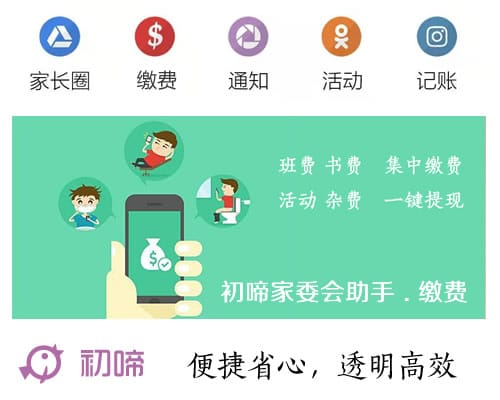 家长圈 缴费 通知 活动 记账
班费 书费 集中缴费
活动 杂费 一键提现
初啼家委会助手.缴费
初啼 便捷省心，透明高效